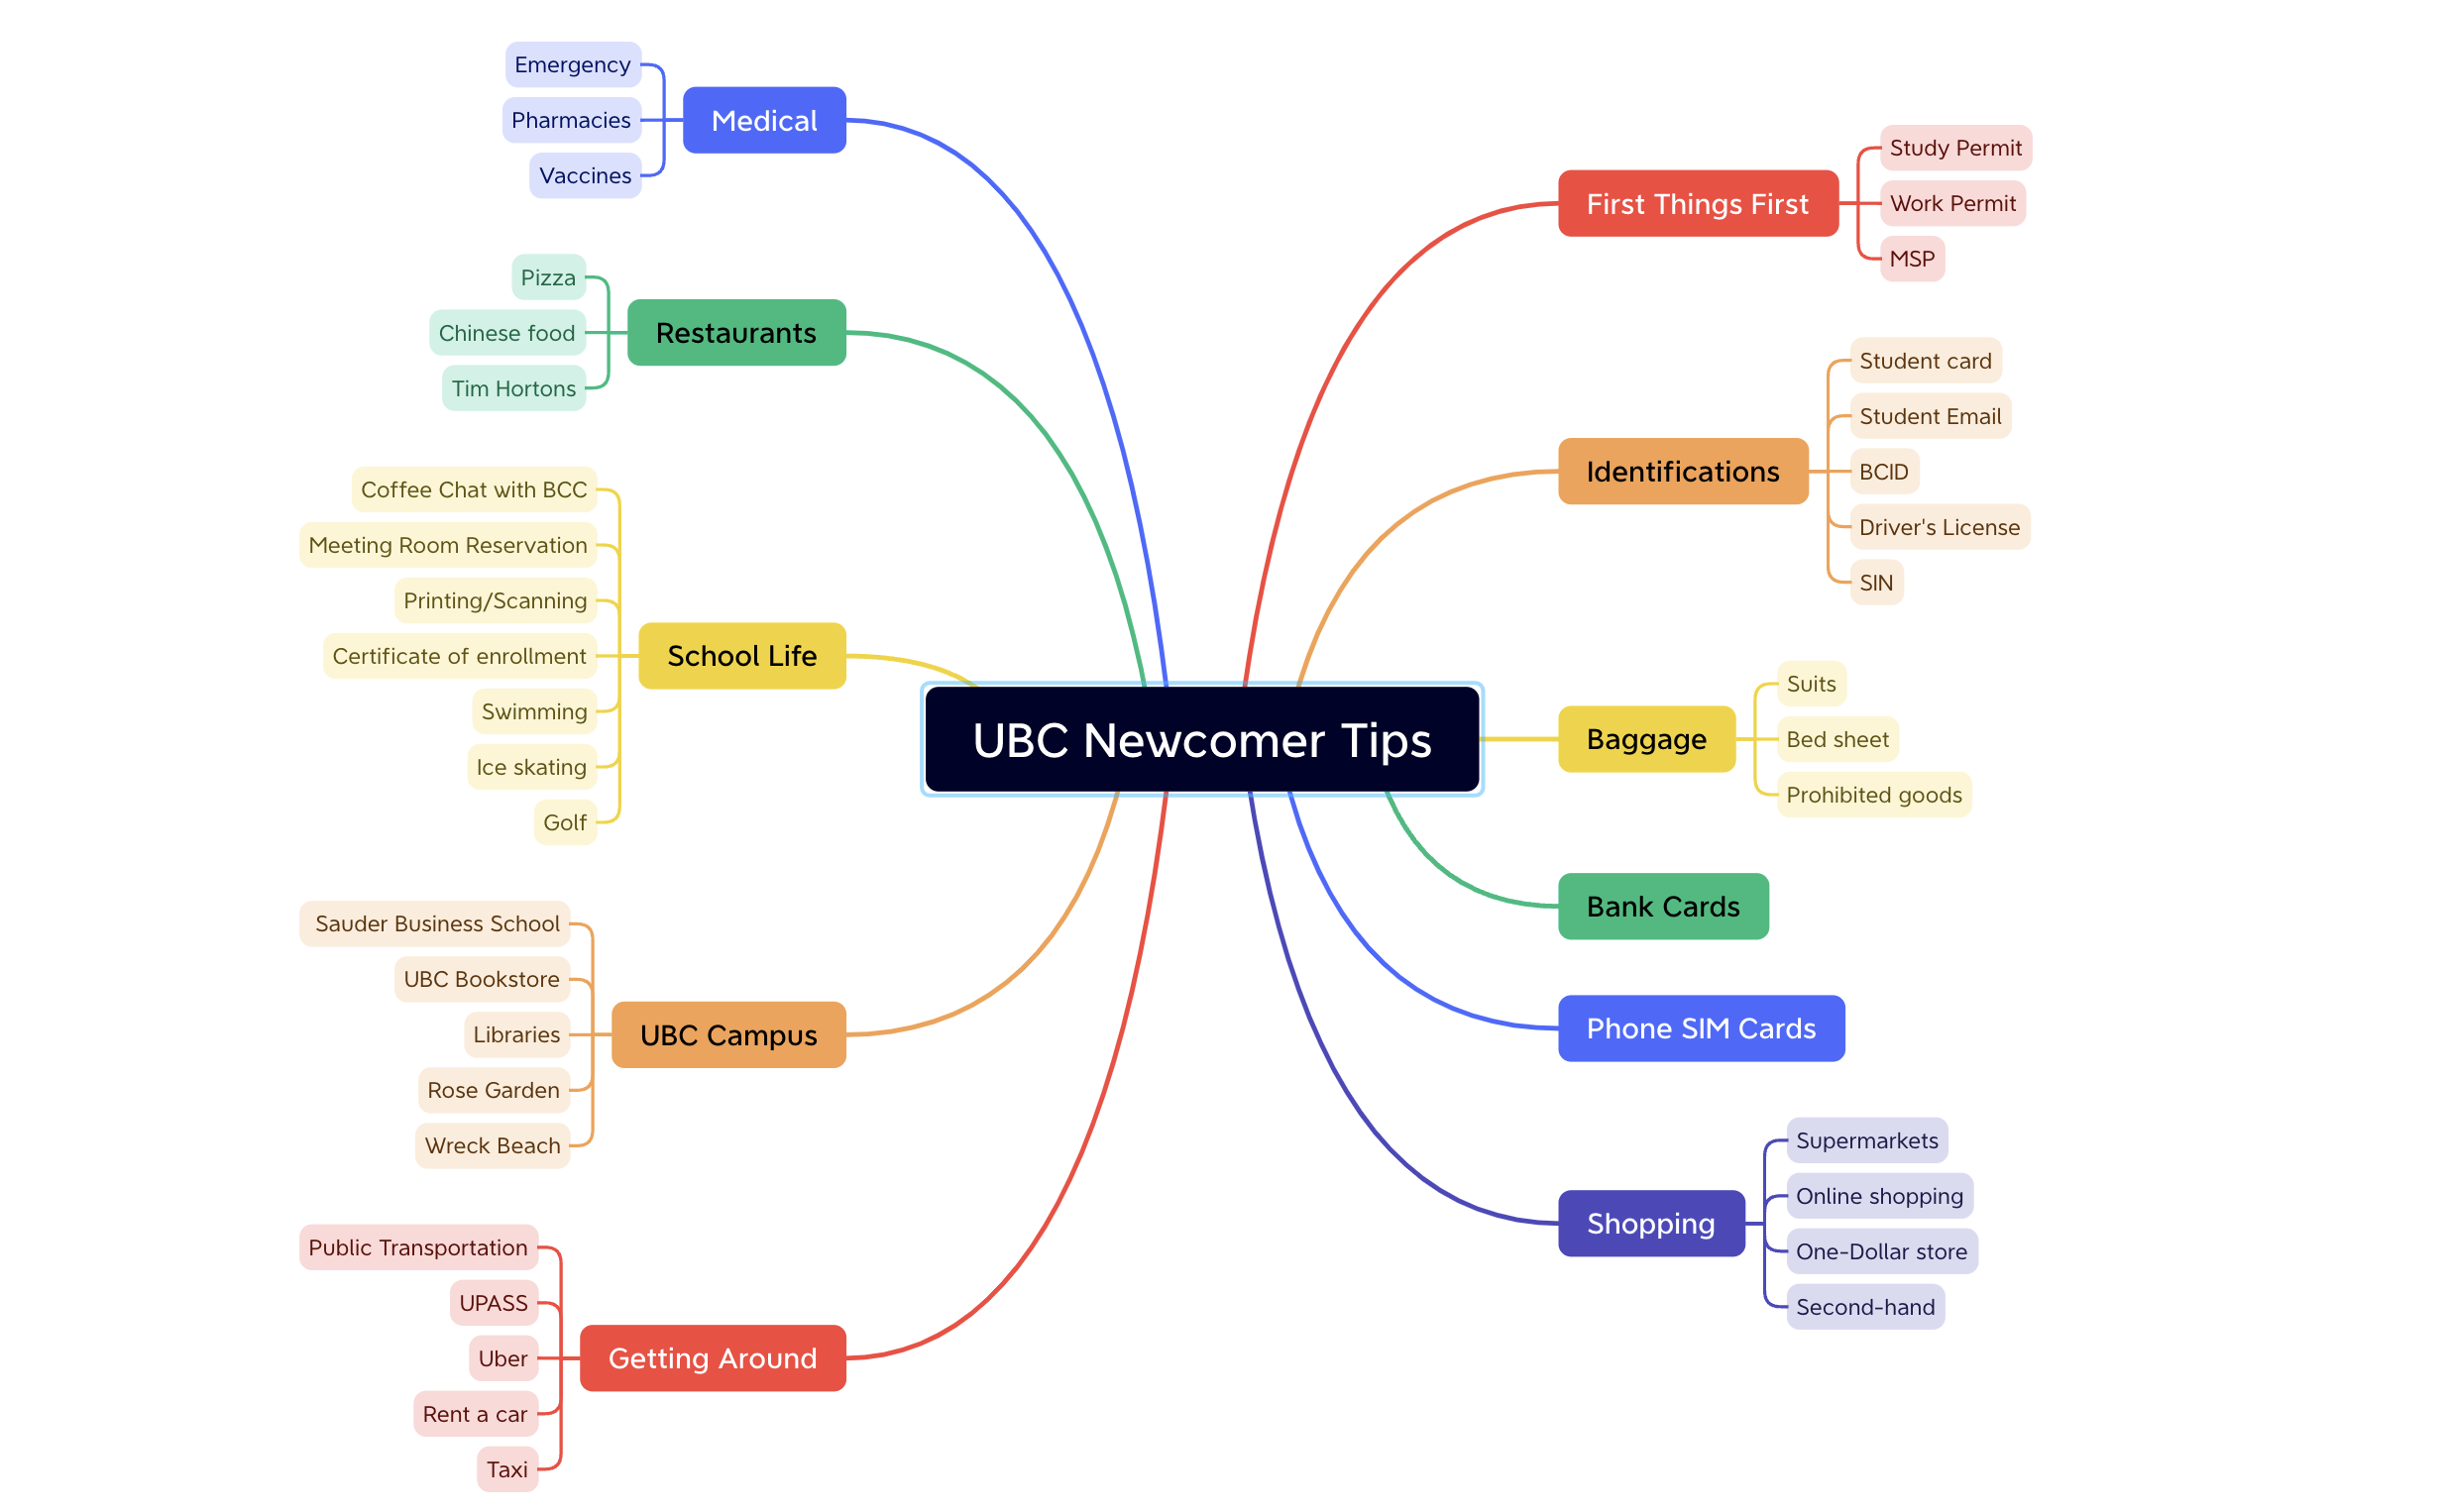 UBC Newcomer Tips
First Things First
Study Permit
Work Permit
MSP
Identifications
Student card
Student Email
BCID
Driver's License
SIN
Baggage
Suits
Bed sheet
Prohibited goods
Bank Cards
Phone SIM Cards
Shopping
Supermarkets
Online shopping
One-Dollar store
Second-hand
Medical
Emergency
Pharmacies
Vaccines
Restaurants
Pizza
Chinese food
Tim Hortons
School Life
Coffee Chat with BCC
Meeting Room Reservation
Printing/Scanning
Certificate of enrollment
Swimming
Ice skating
Golf
UBC Campus
Sauder Business School
UBC Bookstore
Libraries
Rose Garden
Wreck Beach
Getting Around
Public Transportation
UPASS
Uber
Rent a car
Taxi